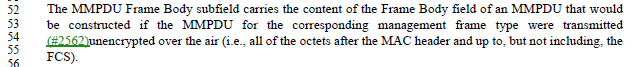 52 The MMPDU Frame Body subfield carries the content of the Frame Body field of an MMPDU that would
53 be constructed if the MMPDU for the corresponding management frame type were transmitted
54 (#2562)unencrypted over the air (i.e., all of the octets after the MAC header and up to, but not including, the
55 FCS).
56